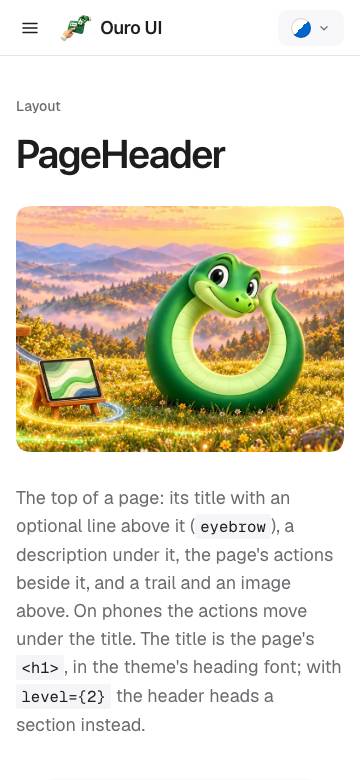 Ouro UI
Layout
PageHeader
The top of a page: its title with an
optional line above it (eyebrow), a
description under it, the page's actions
beside it, and a trail and an image
above. On phones the actions move
under the title. The title is the page's
<h1>, in the theme's heading font; with
level={2} the header heads a
section instead.